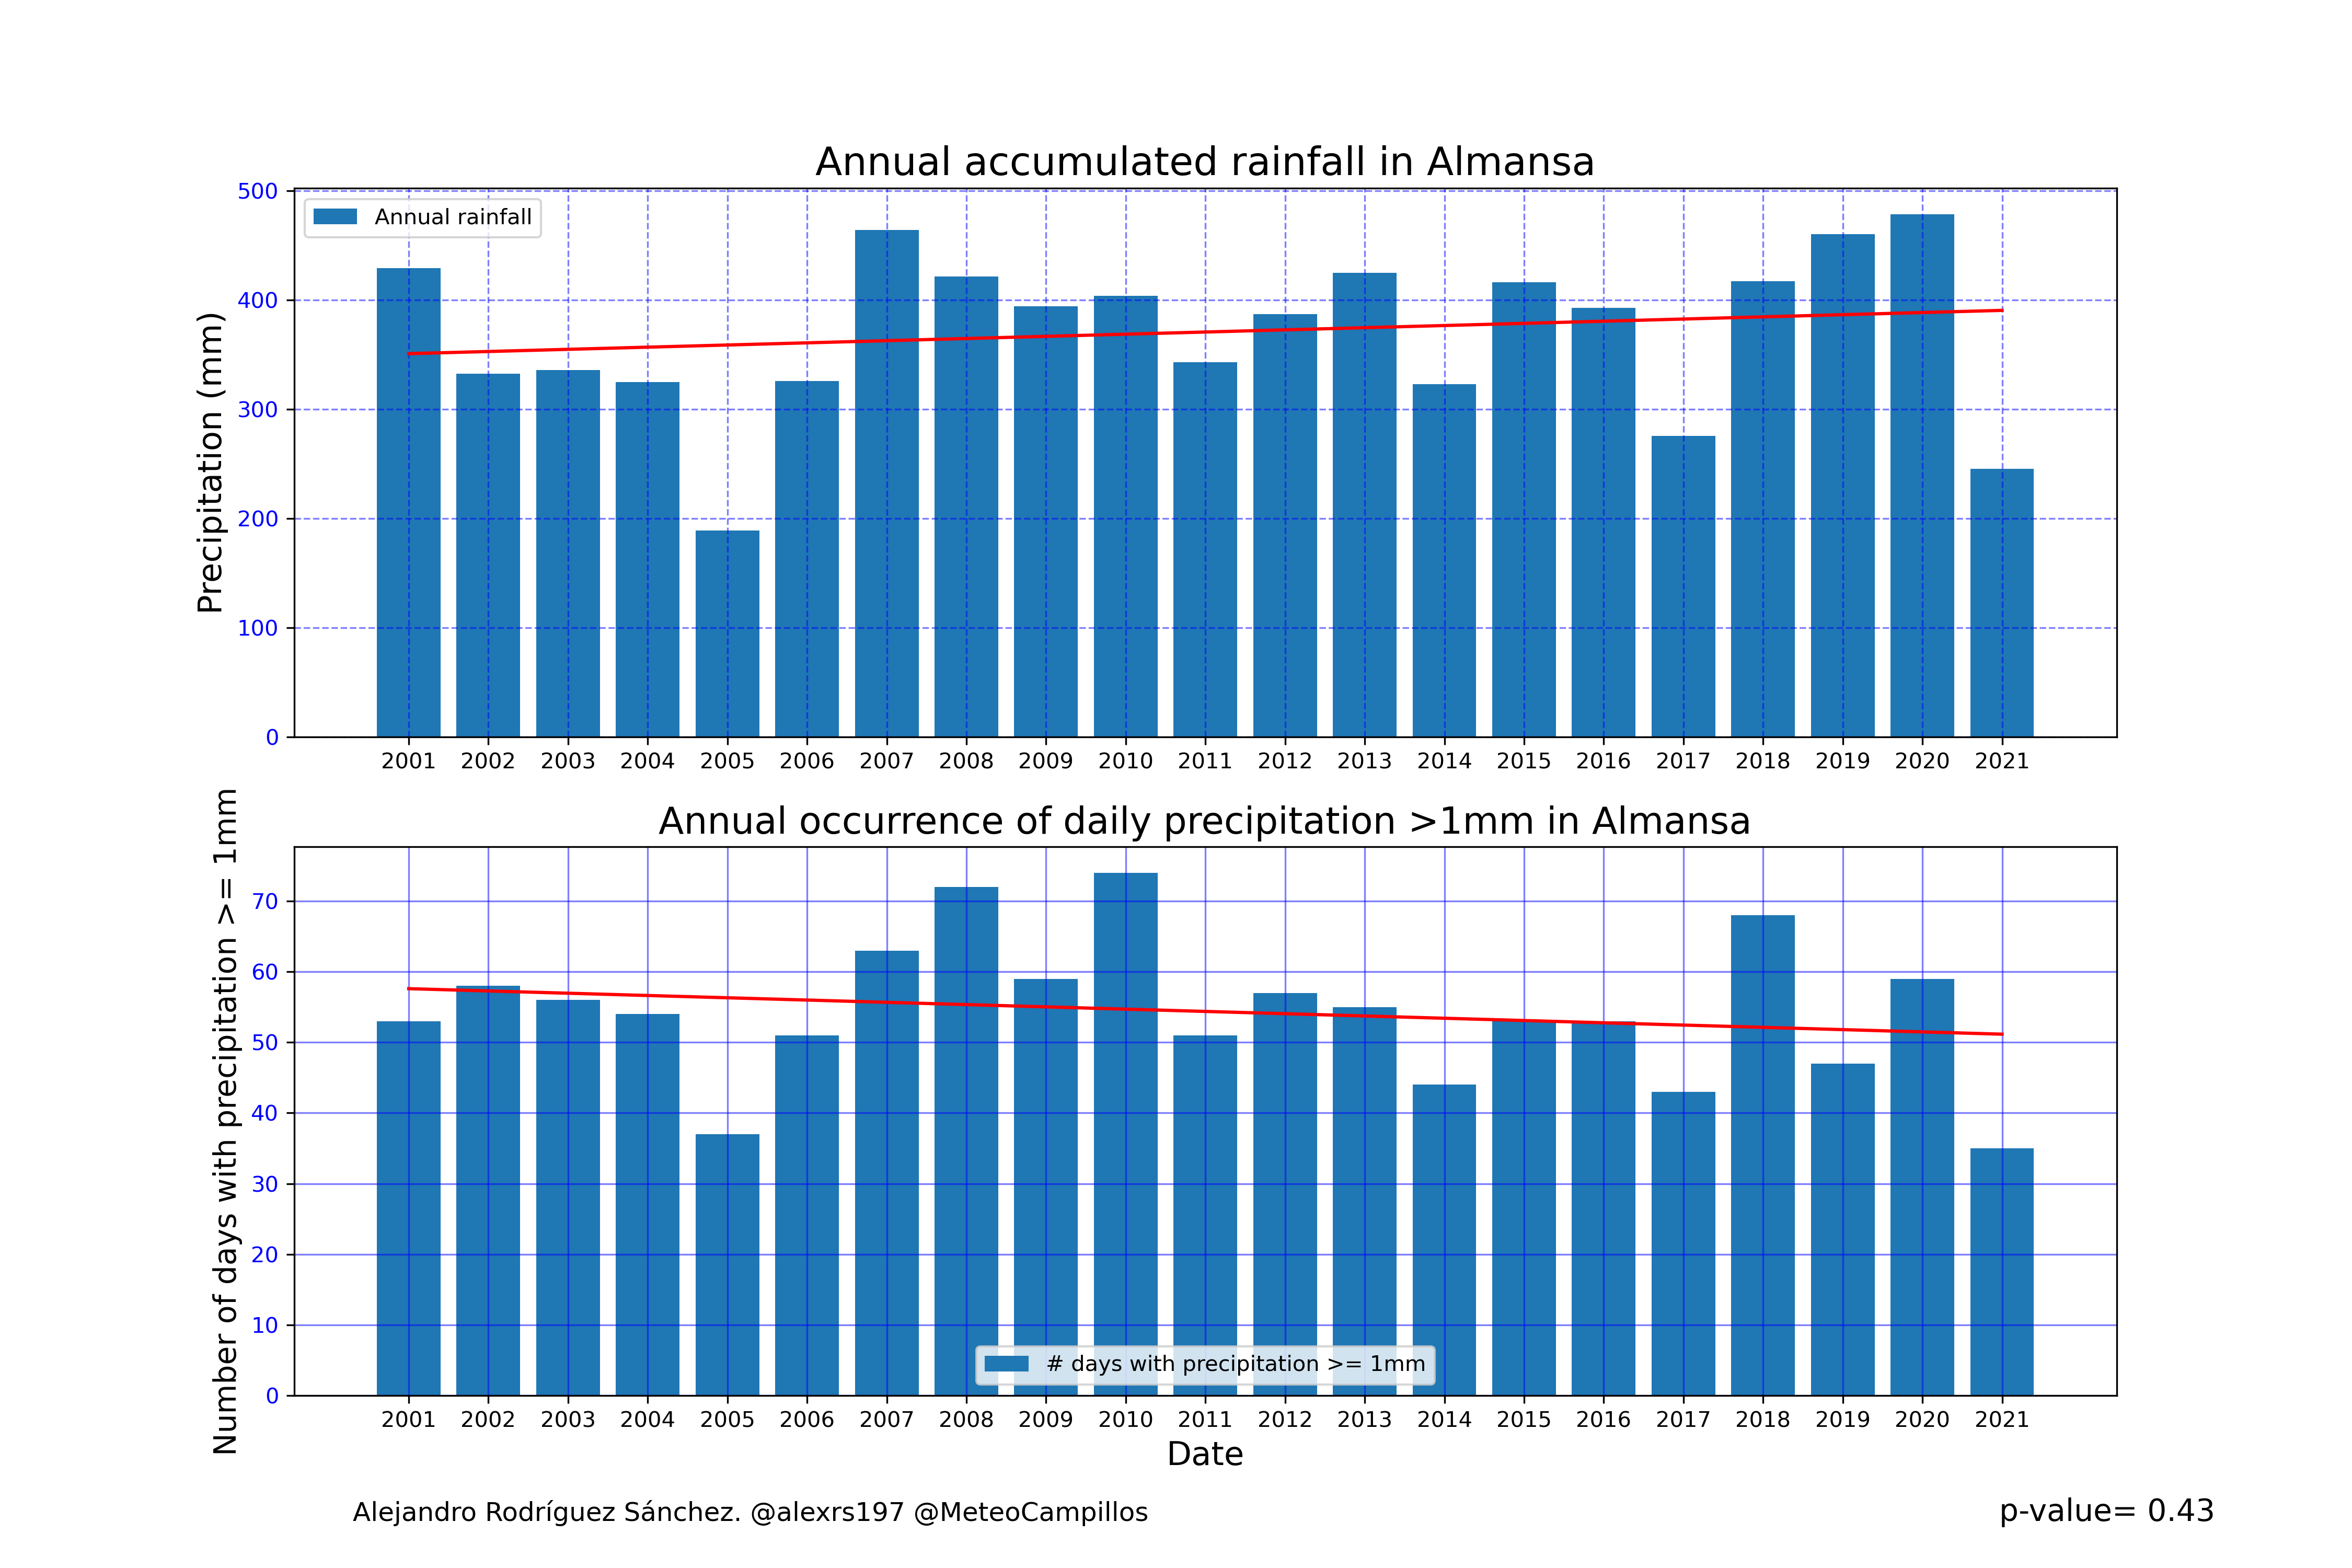 Annual accumulated rainfall in Almansa
Precipitation (mm)
500
400
300
200
100
0
Annual rainfall
2001 2002 2003 2004 2005 2006 2007 2008 2009 2010 2011 2012 2013 2014 2015 2016 2017 2018 2019 2020 2021
Annual occurrence of daily precipitation >1mm in Almansa
Number of days with precipitation >= 1mm
70
60
50
40
30
20
10
0
# days with precipitation >= 1mm
2001 2002 2003 2004 2005 2006 2007 2008 2009 2010 2011 2012 2013 2014 2015 2016 2017 2018 2019 2020 2021
Date
Alejandro Rodríguez Sánchez. @alexrs197 @MeteoCampillos
p-value= 0.43